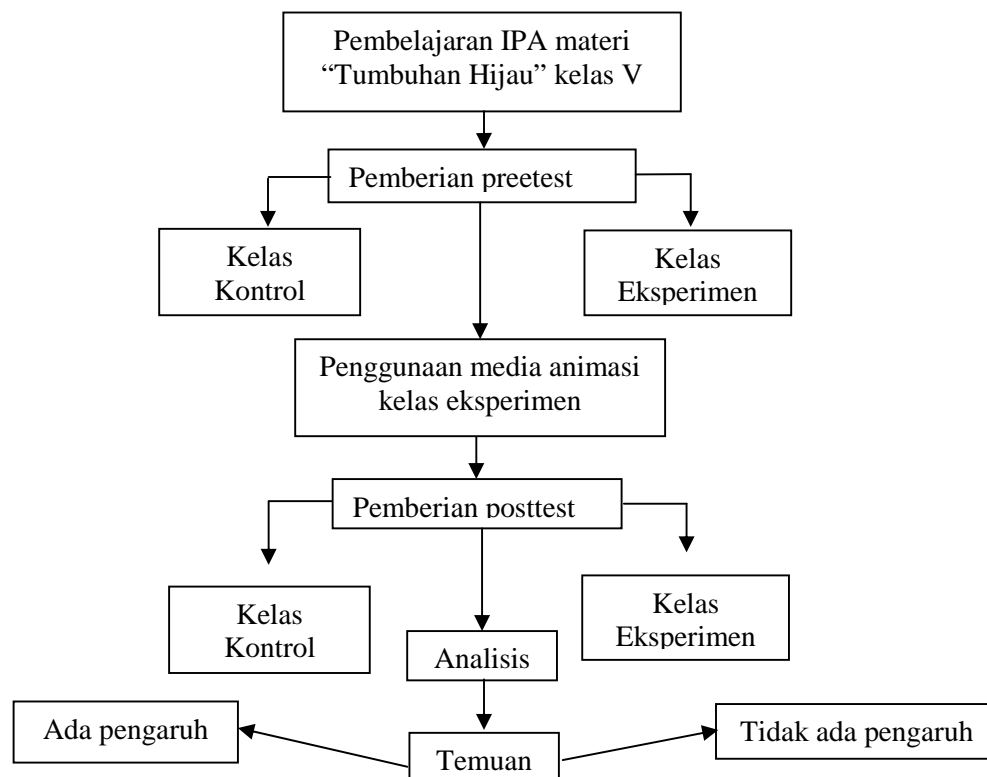 Pembelajaran IPA materi
“Tumbuhan Hijau” kelas V
Pemberian preetest
Kelas
Kontrol
Kelas
Eksperimen
Penggunaan media animasi
kelas eksperimen
Pemberian posttest
Kelas
Kontrol
Kelas
Eksperimen
Analisis
Ada pengaruh
Tidak ada pengaruh
Temuan